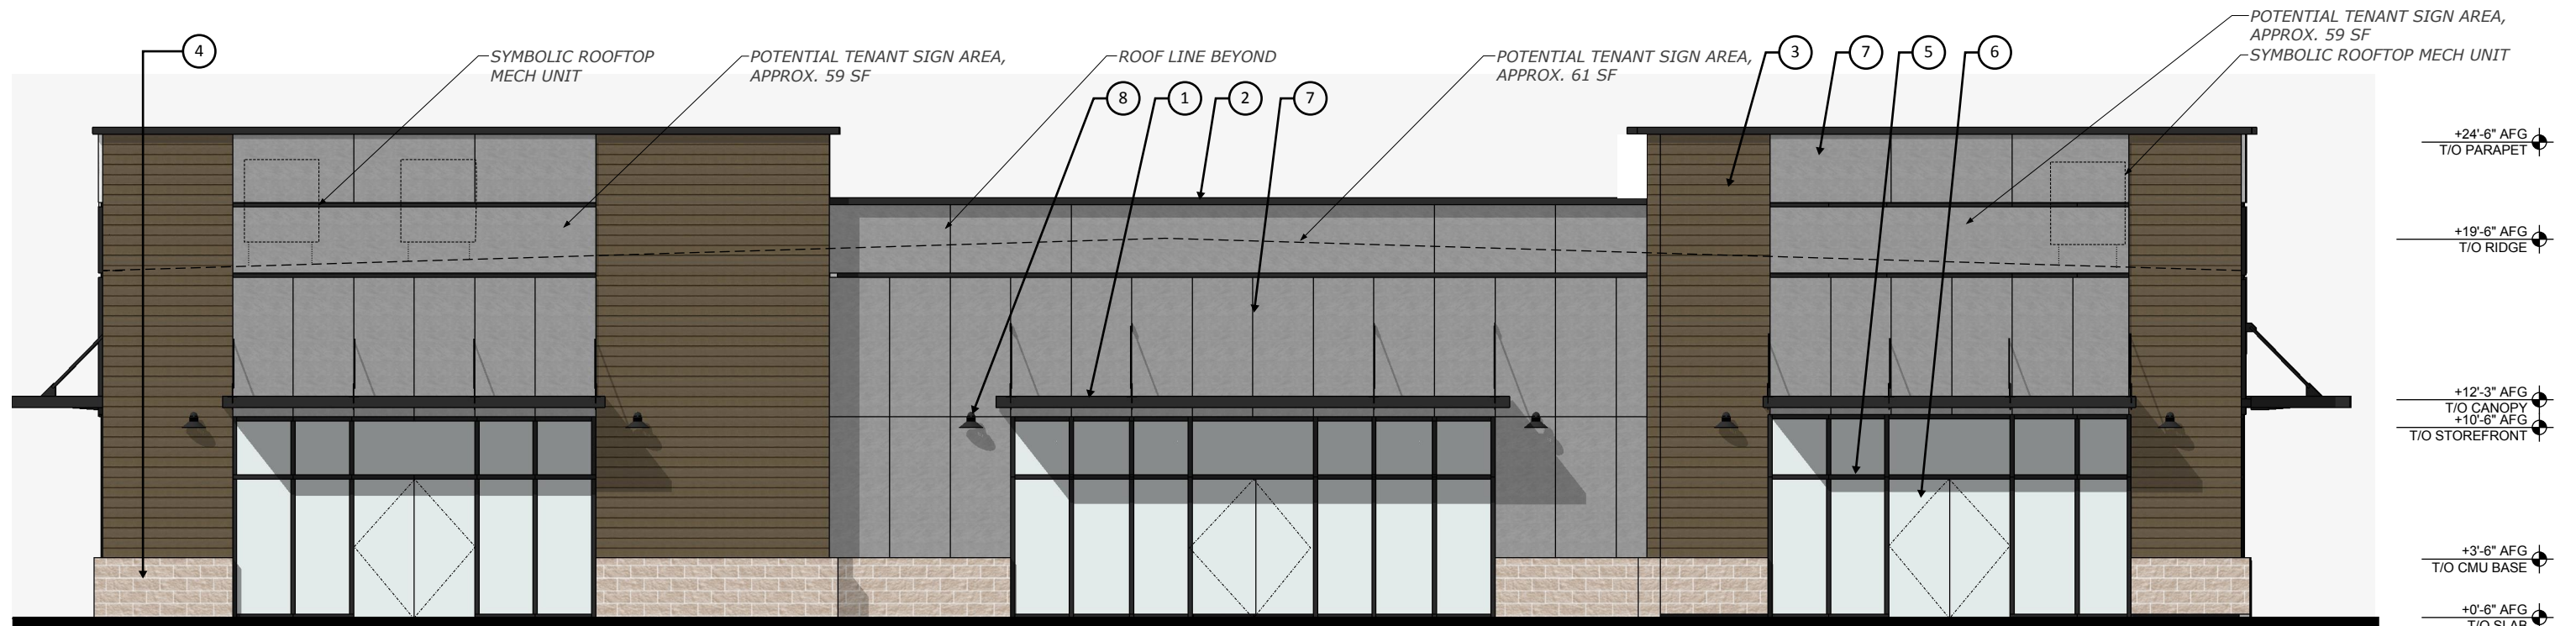 POTENTIAL TENANT SIGN AREA,
APPROX. 59 SF
4
SYMBOLIC ROOFTOP
MECH UNIT
POTENTIAL TENANT SIGN AREA,
APPROX. 59 SF
ROOF LINE BEYOND
POTENTIAL TENANT SIGN AREA,
APPROX. 61 SF
3
7
5
6
SYMBOLIC ROOFTOP MECH UNIT
8
1
2
7
+24'-6" AFG
T/O PARAPET
+19'-6" AFG
T/O RIDGE
+12'-3" AFG
T/O CANOPY
+10'-6" AFG
T/O STOREFRONT
+3'-6" AFG
T/O CMU BASE
+0'-6" AFG
T/O SLAB